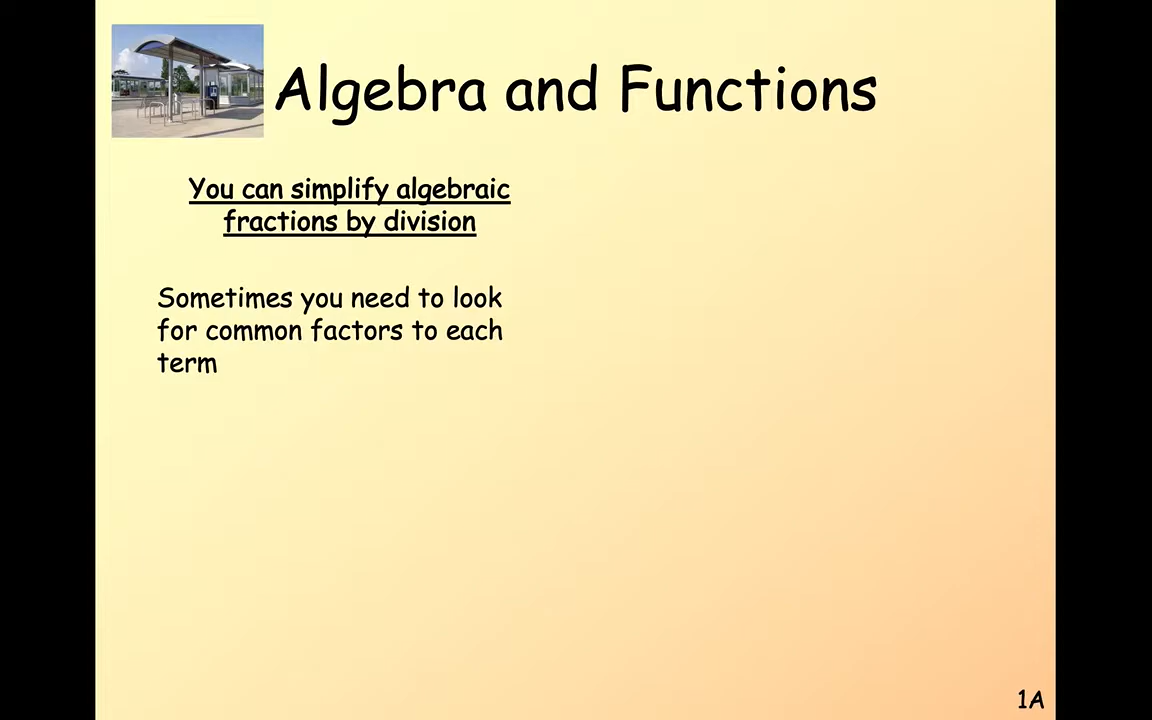 Algebra and Functions
You can simplify algebraic
fractions by division
Sometimes you need to look
for common factors to each
term
1A